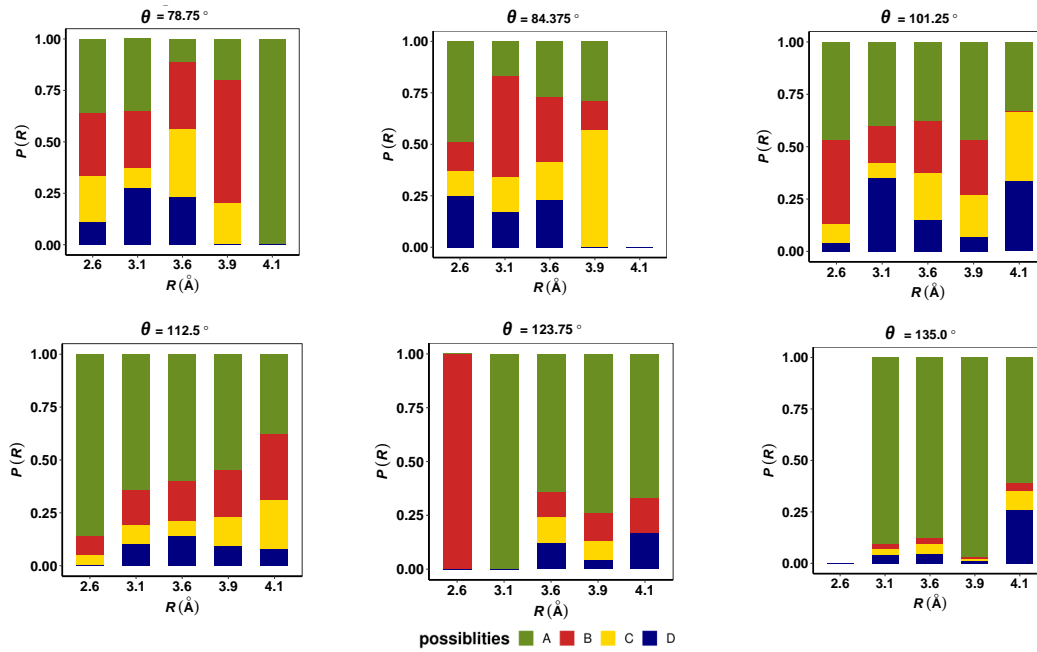 θ = 78.75 °
1.00
0.75
0.50
0.25
0.00
P(R)
2.6 3.1 3.6 3.9 4.1
R(Å)
θ = 84.375 °
1.00
0.75
0.50
0.25
0.00
P(R)
2.6 3.1 3.6 3.9 4.1
R(Å)
θ = 101.25 °
1.00
0.75
0.50
0.25
0.00
P(R)
2.6 3.1 3.6 3.9 4.1
R(Å)
θ = 112.5 °
1.00
0.75
0.50
0.25
0.00
P(R)
2.6 3.1 3.6 3.9 4.1
R(Å)
θ = 123.75 °
1.00
0.75
0.50
0.25
0.00
P(R)
2.6 3.1 3.6 3.9 4.1
R(Å)
θ = 135.0 °
1.00
0.75
0.50
0.25
0.00
P(R)
2.6 3.1 3.6 3.9 4.1
R(Å)
possiblities A B C D